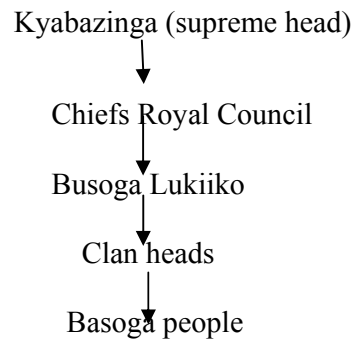 Kyabazinga (supreme head)
Chiefs Royal Council
Busoga Lukiiko
Clan heads
Basoga people